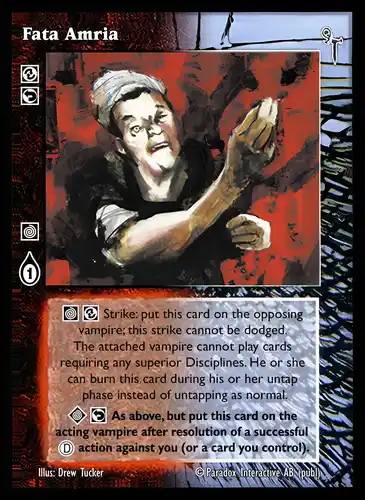 Fata Amria
1
Strike: put this card on the opposing
vampire; this strike cannot be dodged.
The attached vampire cannot play cards
requiring any superior Disciplines. He or she
can burn this card during his or her untap
phase instead of untapping as normal.
As above, but put this card on the
acting vampire after resolution of a successful
D action against you (or a card you control).
Illus: Drew Tucker © Paradox Interactive AB. (publ)